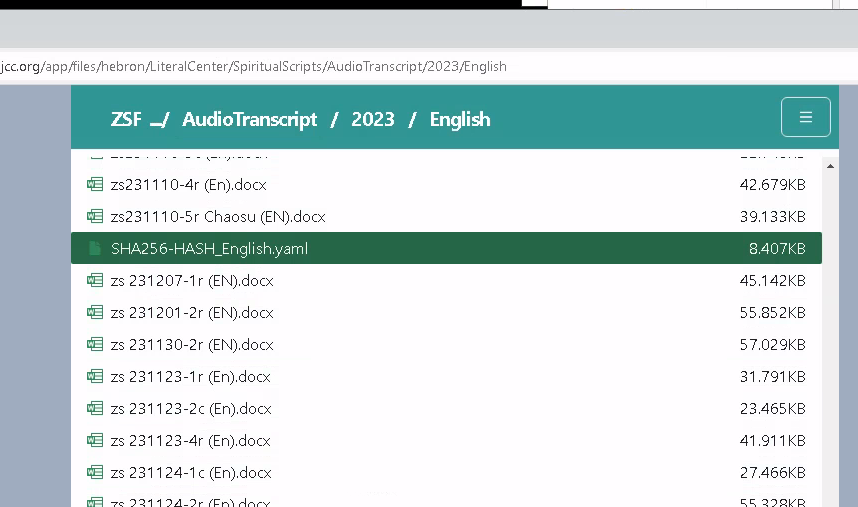 jcc.org/app/files/hebron/LiteralCenter/SpiritualScripts/AudioTranscript/2023/English
ZSF _/ AudioTranscript / 2023 / English
zs231110-4r (En).docx 42.679KB
zs231110-5r Chaosu (EN).docx 39.133KB
SHA256-HASH_English.yaml 8.407KB
zs 231207-1r (EN).docx 45.142KB
zs 231201-2r (EN).docx 55.852KB
zs 231130-2r (EN).docx 57.029KB
zs 231123-1r (En).docx 31.791KB
zs 231123-2c (En).docx 23.465KB
zs 231123-4r (En).docx 41.911KB
zs 231124-1c (En).docx 27.466KB
zs 231124-2r (En).docx 55.328KB